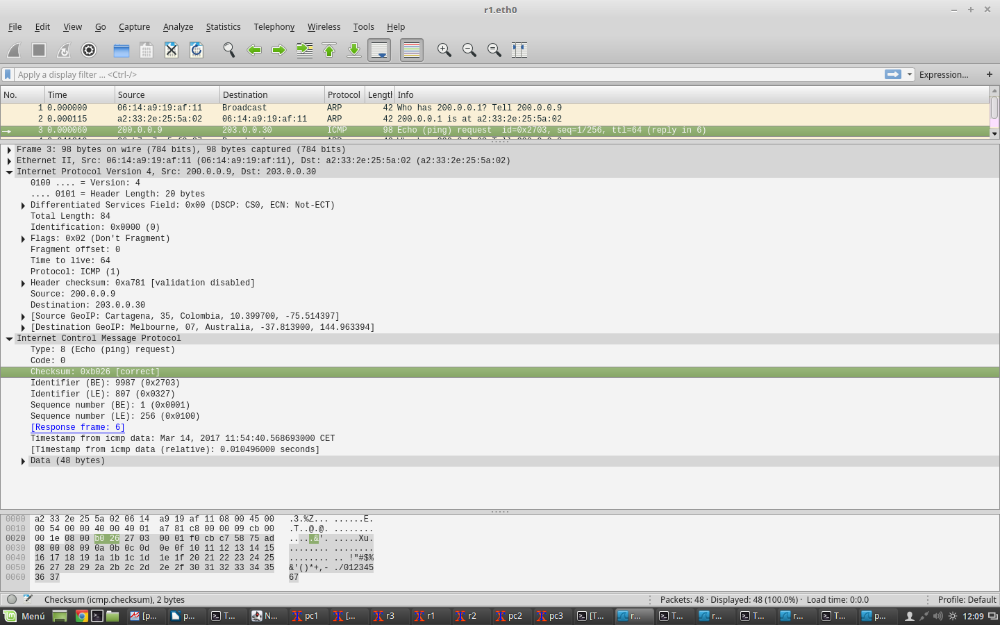 r1.eth0
File Edit View Go Capture Analyze Statistics Telephony Wireless Tools Help
Apply a display filter ... <Ctrl-/> Expression... +
No. Time Source Destination Protocol Length Info
1 0.000000 06:14:a9:19:af:11 Broadcast ARP 42 Who has 200.0.0.1? Tell 200.0.0.9
2 0.000115 a2:33:2e:25:5a:02 06:14:a9:19:af:11 ARP 42 200.0.0.1 is at a2:33:2e:25:5a:02
3 0.000060 200.0.0.9 203.0.0.30 ICMP 98 Echo (ping) request id=0x2703, seq=1/256, ttl=64 (reply in 6)
Frame 3: 98 bytes on wire (784 bits), 98 bytes captured (784 bits)
Ethernet II, Src: 06:14:a9:19:af:11 (06:14:a9:19:af:11), Dst: a2:33:2e:25:5a:02 (a2:33:2e:25:5a:02)
Internet Protocol Version 4, Src: 200.0.0.9, Dst: 203.0.0.30
0100 .... = Version: 4
.... 0101 = Header Length: 20 bytes
Differentiated Services Field: 0x00 (DSCP: CS0, ECN: Not-ECT)
Total Length: 84
Identification: 0x0000 (0)
Flags: 0x02 (Don't Fragment)
Fragment offset: 0
Time to live: 64
Protocol: ICMP (1)
Header checksum: 0xa781 [validation disabled]
Source: 200.0.0.9
Destination: 203.0.0.30
[Source GeoIP: Cartagena, 35, Colombia, 10.399700, -75.514397]
[Destination GeoIP: Melbourne, 07, Australia, -37.813900, 144.963394]
Internet Control Message Protocol
Type: 8 (Echo (ping) request)
Code: 0
Checksum: 0xb026 [correct]
Identifier (BE): 9987 (0x2703)
Identifier (LE): 807 (0x0327)
Sequence number (BE): 1 (0x0001)
Sequence number (LE): 256 (0x0100)
[Response frame: 6]
Timestamp from icmp data: Mar 14, 2017 11:54:40.568693000 CET
[Timestamp from icmp data (relative): 0.010496000 seconds]
Data (48 bytes)
0000 a2 33 2e 25 5a 02 06 14 a9 19 af 11 08 00 45 00 .3.%Z... ......E.
0010 00 54 00 00 40 00 40 01 a7 81 c8 00 00 09 cb 00 .T..@.@. ........
0020 00 1e 08 00 b0 26 27 03 00 01 f0 cb c7 58 75 ad .....&'. .....Xu.
0030 08 00 08 09 0a 0b 0c 0d 0e 0f 10 11 12 13 14 15 ........ ........
0040 16 17 18 19 1a 1b 1c 1d 1e 1f 20 21 22 23 24 25 ........ .. !"#$%
0050 26 27 28 29 2a 2b 2c 2d 2e 2f 30 31 32 33 34 35 &'()*+,- ./012345
0060 36 37 67
Checksum (icmp.checksum), 2 bytes Packets: 48 · Displayed: 48 (100.0%) · Load time: 0:0.0 Profile: Default
Menú [p... p... T... N... pc1 [... r3 r1 r2 pc2 pc3 [T... r... T... r... T... r... T... p... 12:09